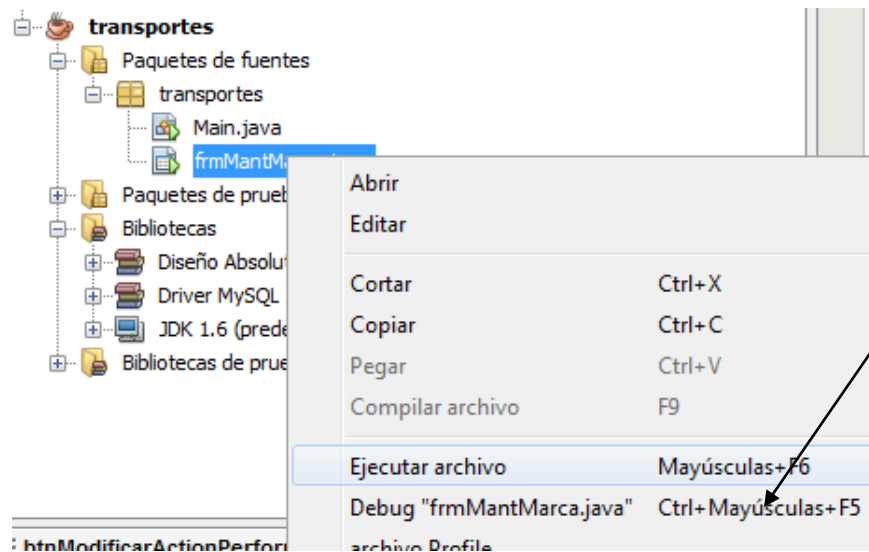 transportes
Paquetes de fuentes
transportes
Main.java
frmMantM
Paquetes de prueb
Bibliotecas
Diseño Absolu
Driver MySQL
JDK 1.6 (prede
Bibliotecas de prue
Abrir
Editar
Cortar Ctrl+X
Copiar Ctrl+C
Pegar Ctrl+V
Compilar archivo F9
Ejecutar archivo Mayúsculas+F6
Debug "frmMantMarca.java" Ctrl+Mayúsculas+F5
archivo Profile
btnModificarActionPerfor